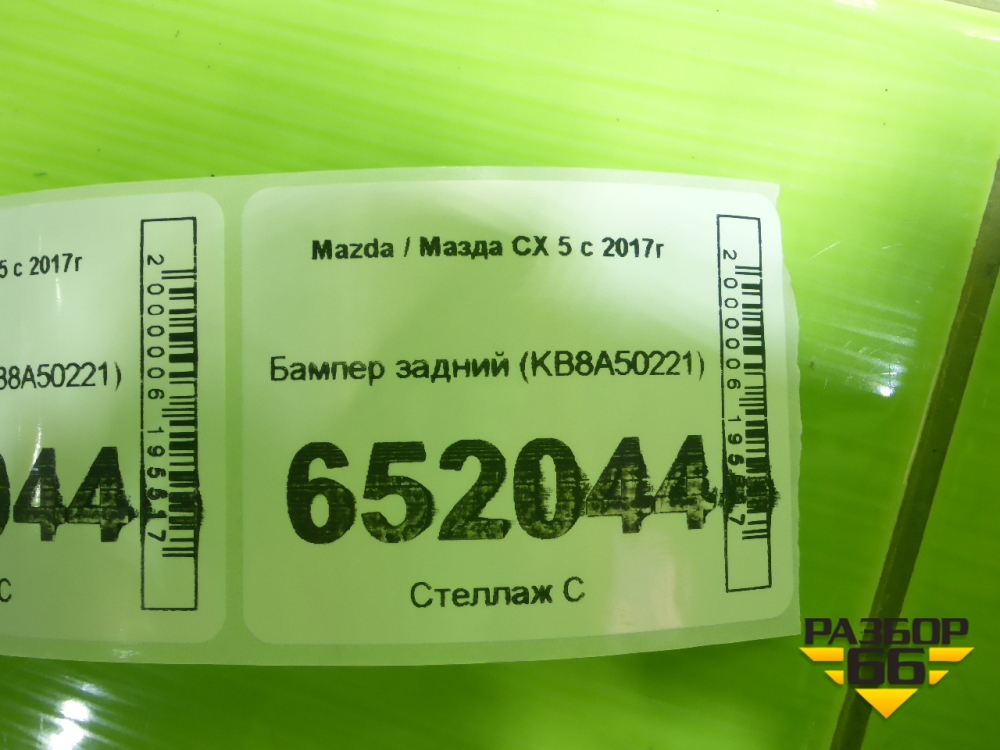 5 с 2017г
B8A50221)
044
С
2000006195517
Mazda / Мазда CX 5 с 2017г
Бампер задний (KB8A50221)
652044
Стеллаж С
РАЗБОР
66